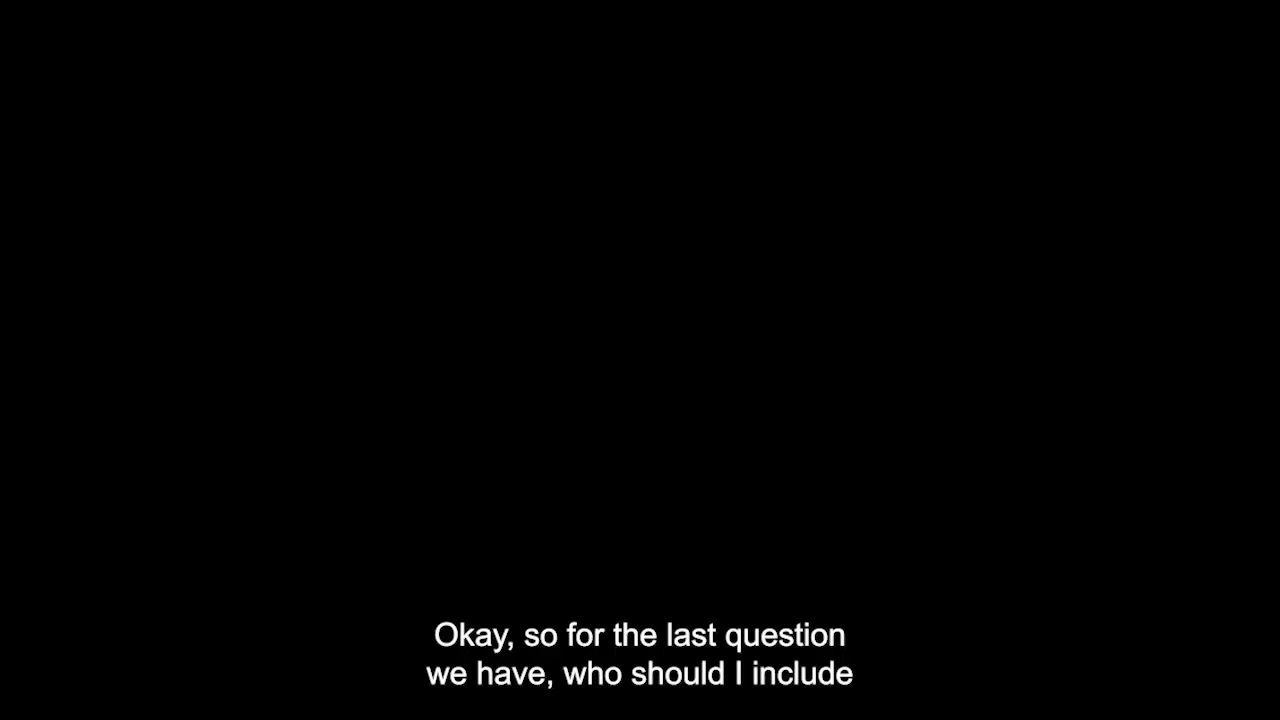 Okay, so for the last question
we have, who should I include